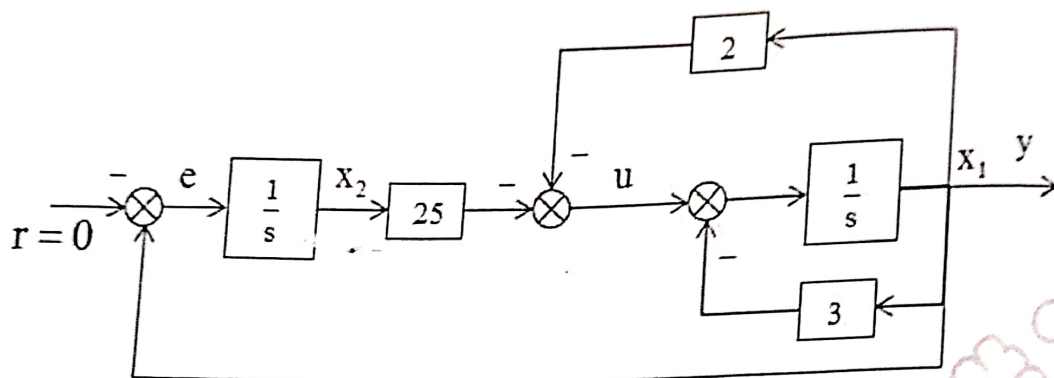 2
− e 1/s x₂ 25 − − u 1/s x₁ y
r = 0
− 3